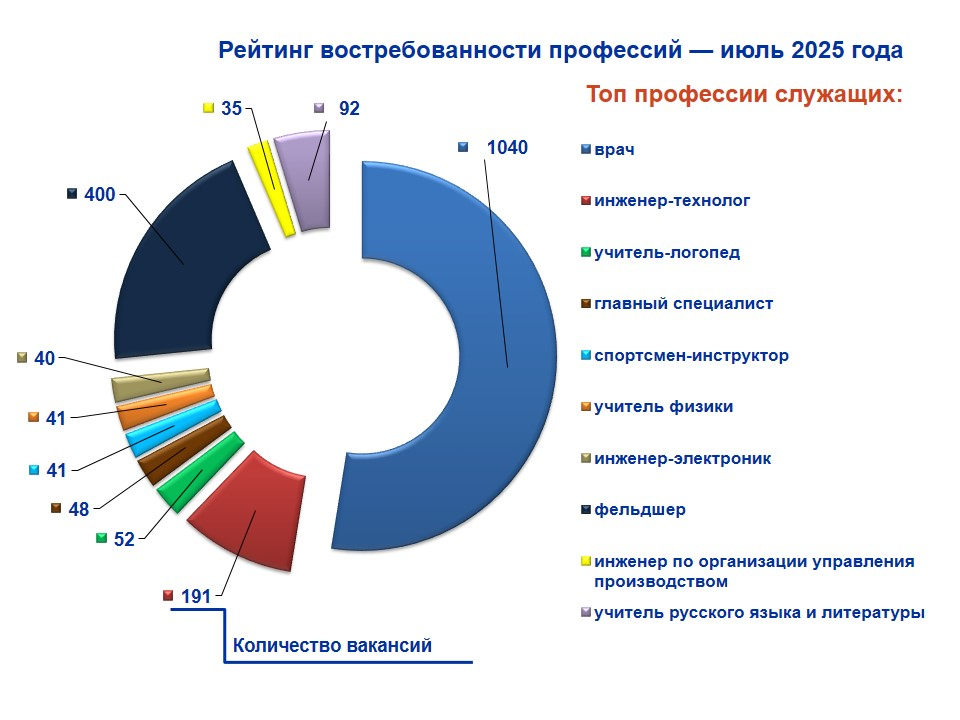 Рейтинг востребованности профессий — июль 2025 года
Топ профессии служащих:
35
92
1040
400
40
41
41
48
52
191
Количество вакансий
врач
инженер-технолог
учитель-логопед
главный специалист
спортсмен-инструктор
учитель физики
инженер-электроник
фельдшер
инженер по организации управления
производством
учитель русского языка и литературы